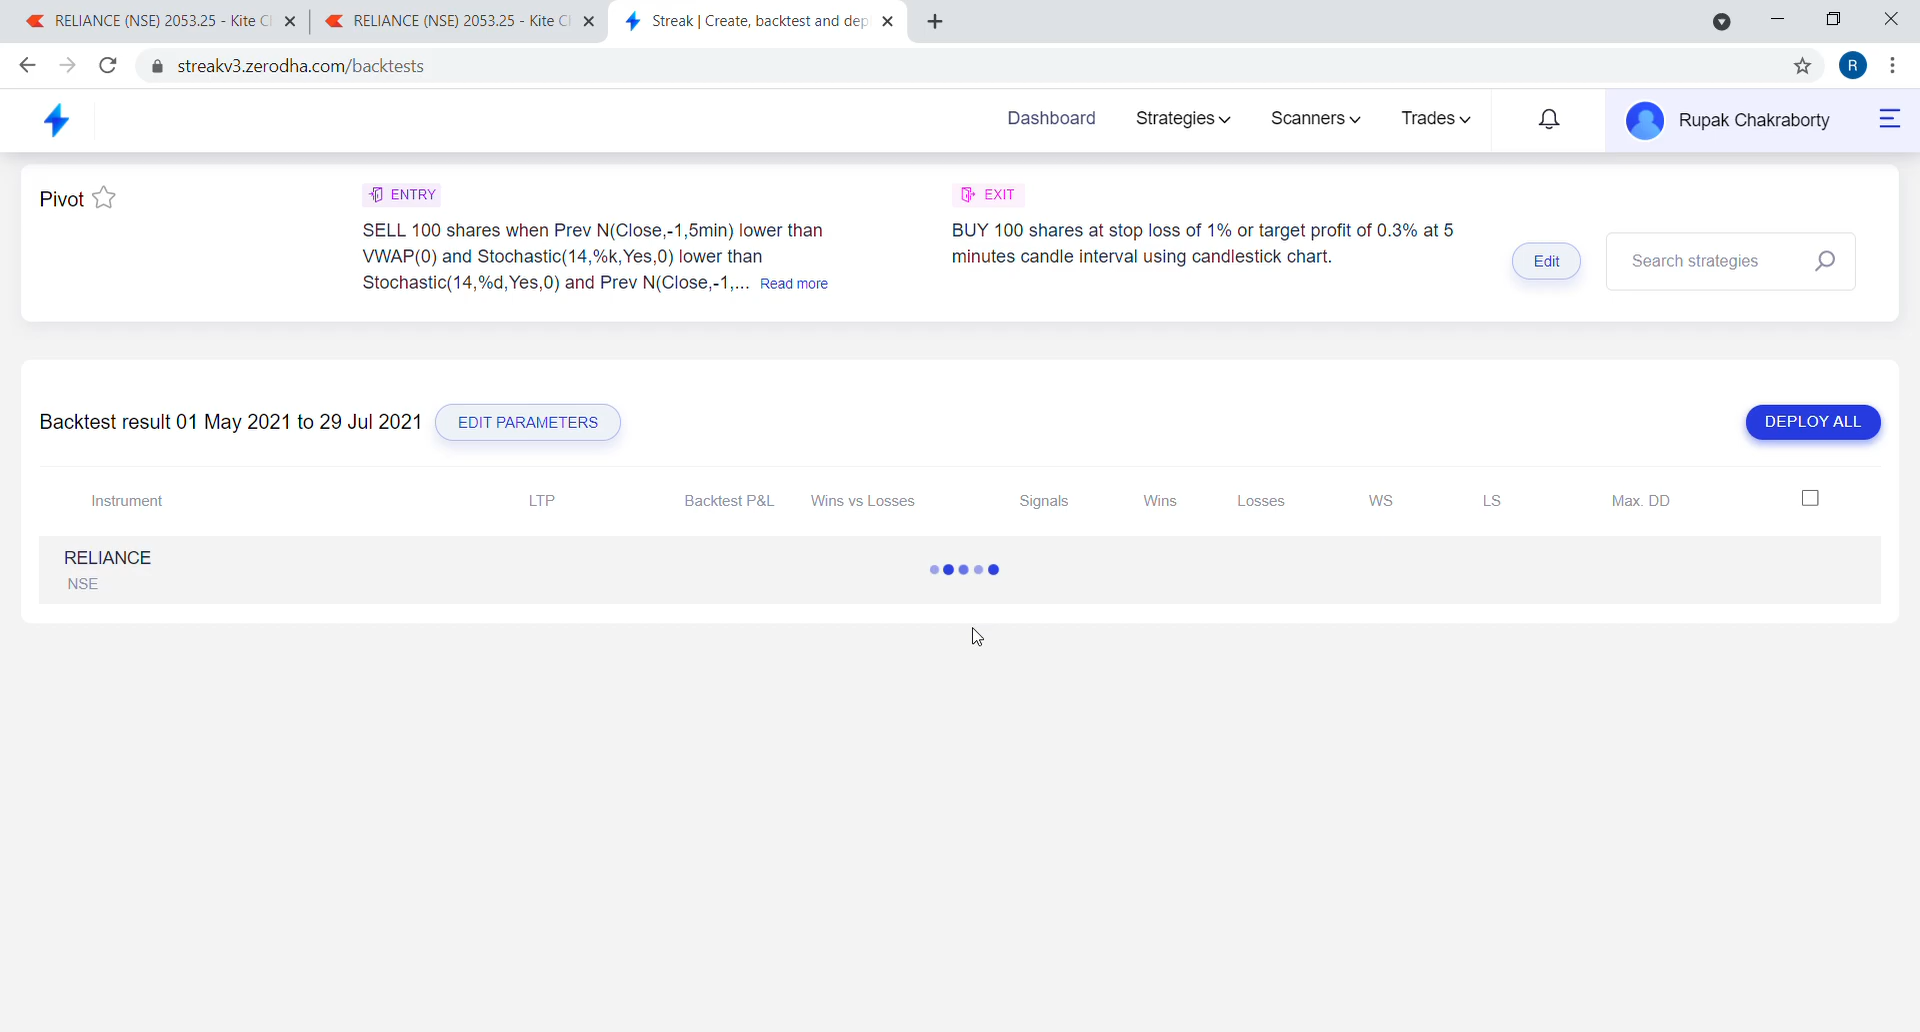 RELIANCE (NSE) 2053.25 - Kite C
RELIANCE (NSE) 2053.25 - Kite C
Streak | Create, backtest and dep
streakv3.zerodha.com/backtests
R
Dashboard
Strategies
Scanners
Trades
Rupak Chakraborty
Pivot
ENTRY
SELL 100 shares when Prev N(Close,-1,5min) lower than
VWAP(0) and Stochastic(14,%k,Yes,0) lower than
Stochastic(14,%d,Yes,0) and Prev N(Close,-1,... Read more
EXIT
BUY 100 shares at stop loss of 1% or target profit of 0.3% at 5
minutes candle interval using candlestick chart.
Edit
Search strategies
Backtest result 01 May 2021 to 29 Jul 2021
EDIT PARAMETERS
DEPLOY ALL
Instrument LTP Backtest P&L Wins vs Losses Signals Wins Losses WS LS Max. DD
RELIANCE
NSE